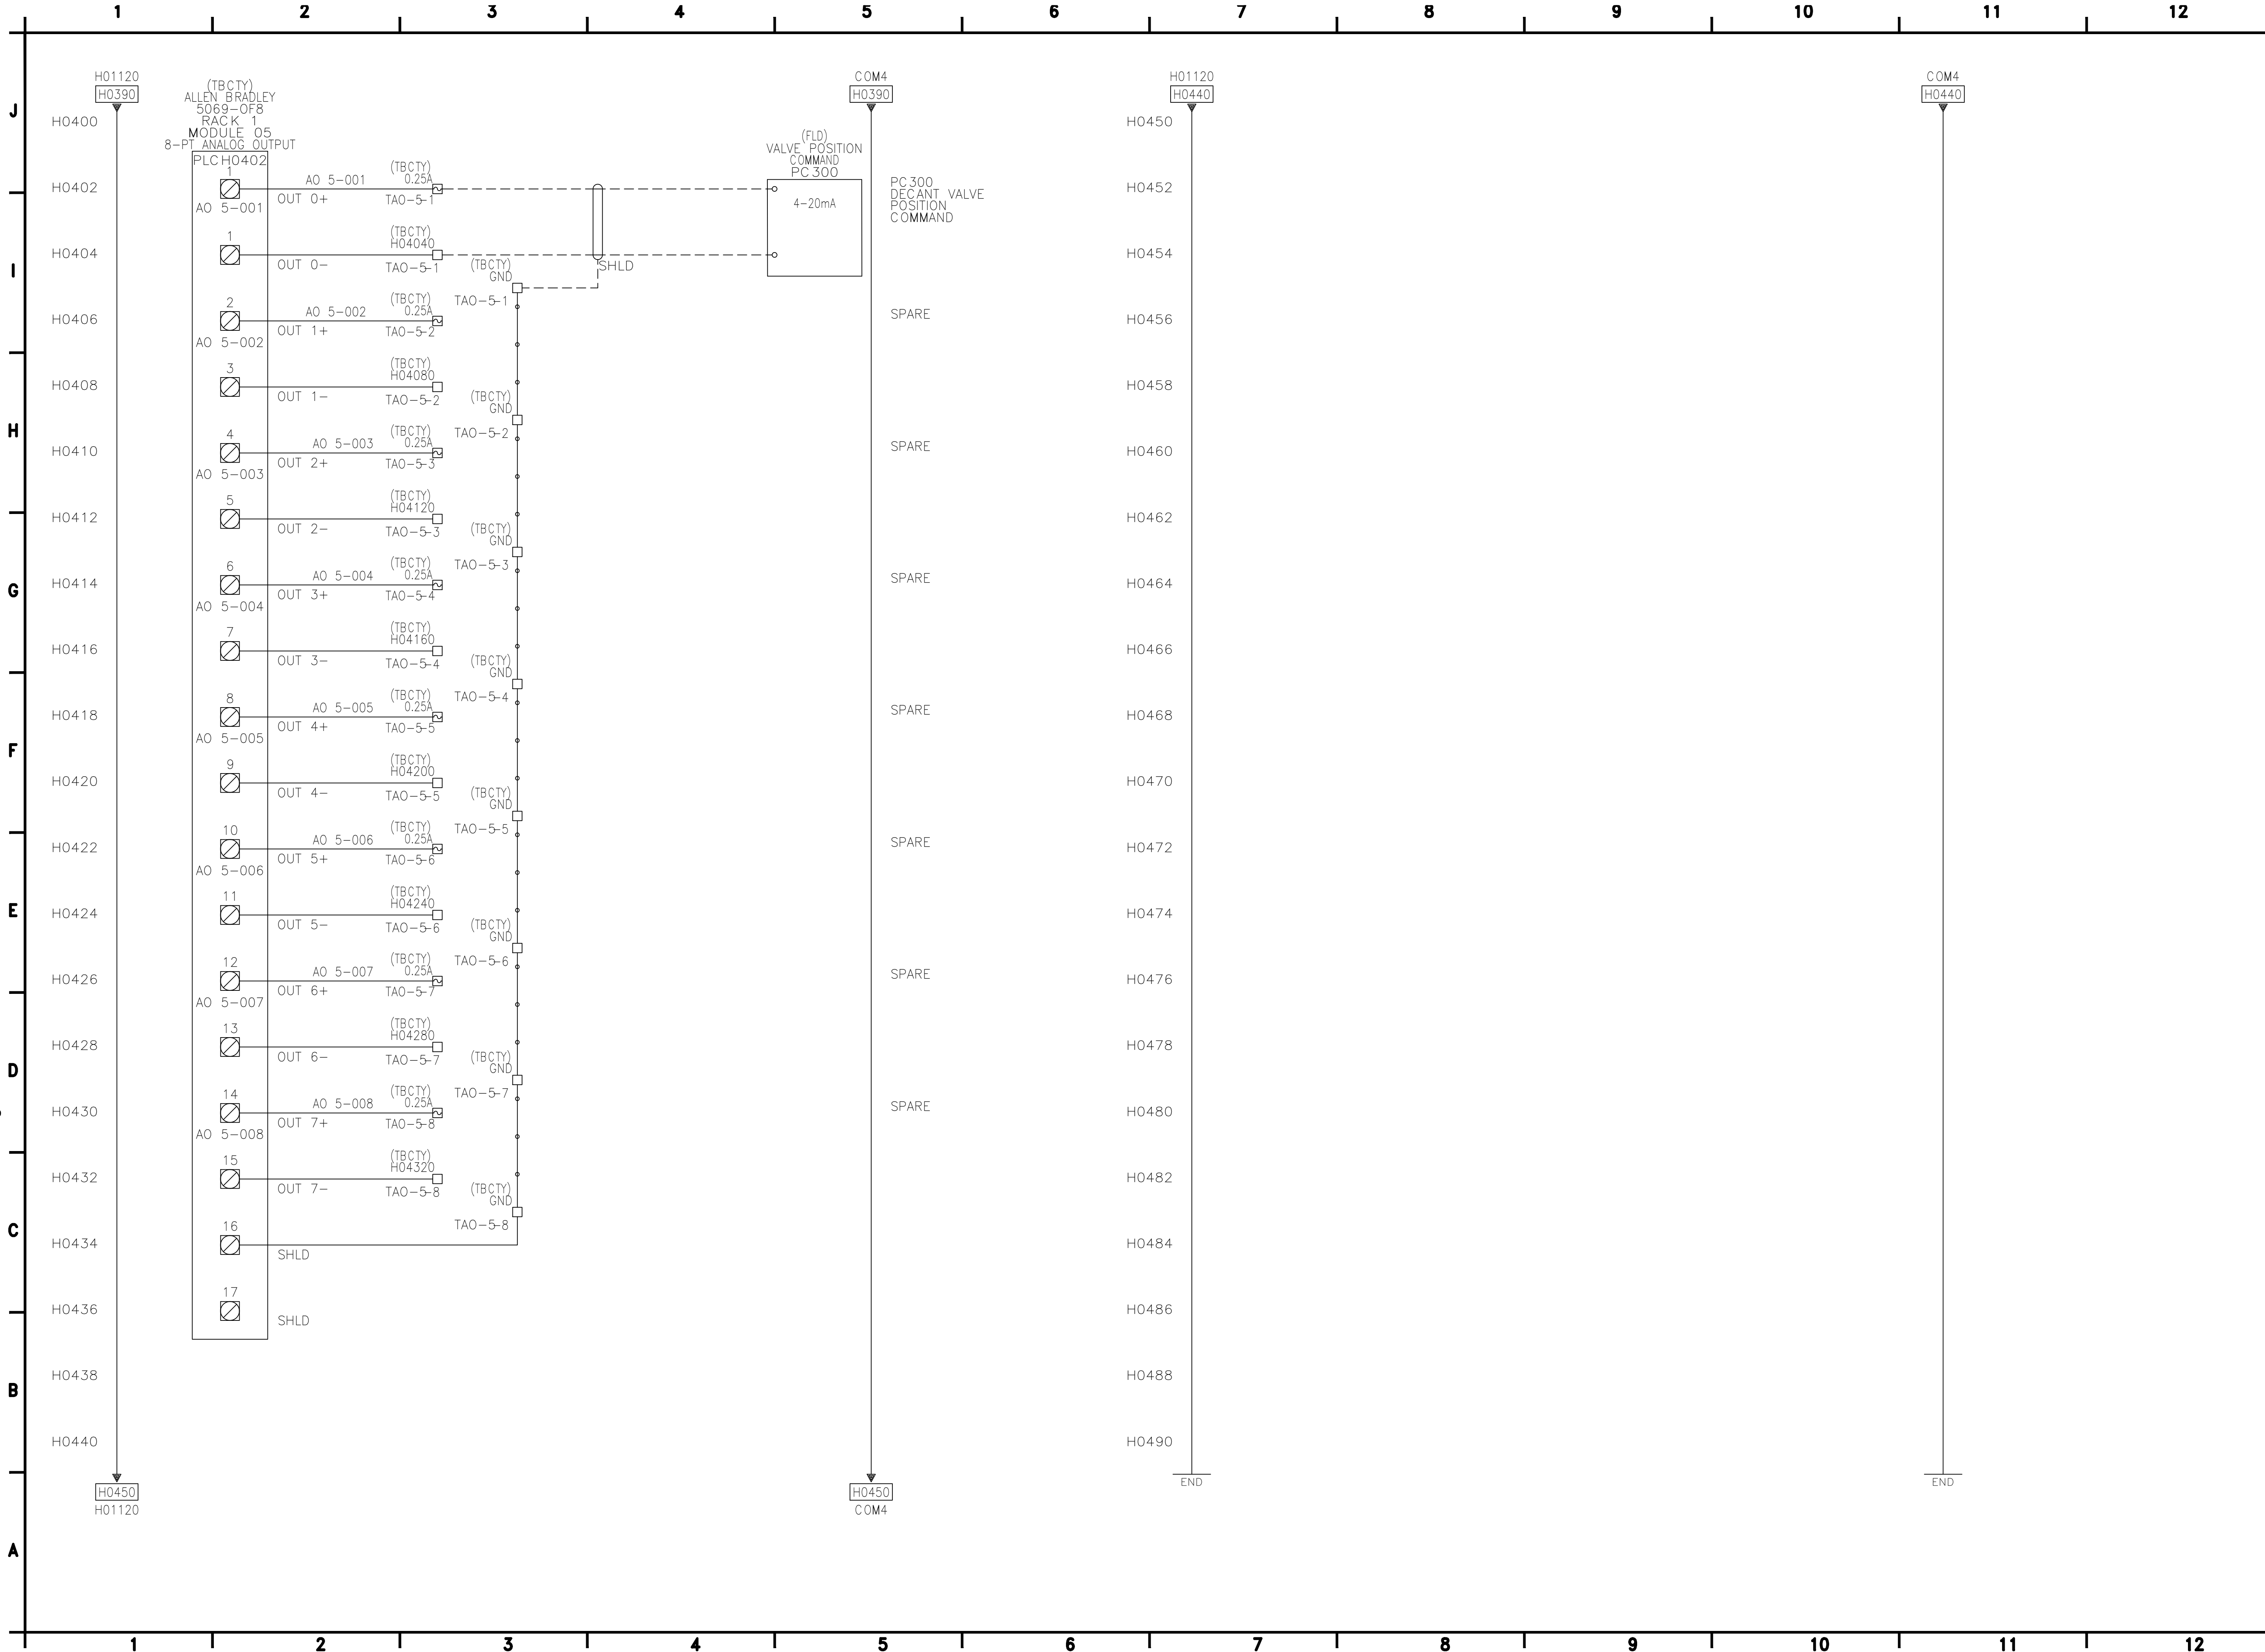 1 2 3 4 5 6 7 8 9 10 11 12
H01120
H0390
COM4
H0390
H01120
H0440
COM4
H0440
(TBCTY)
ALLEN BRADLEY
5069-OF8
RACK 1
MODULE 05
8-PT ANALOG OUTPUT
PLCH0402
J
H0400
H0450
(FLD)
VALVE POSITION
COMMAND
PC300
4-20mA
PC300
DECANT VALVE
POSITION
COMMAND
H0402
1
AO 5-001
AO 5-001
OUT 0+
(TBCTY)
0.25A
TAO-5-1
H0452
H0404
1
OUT 0-
(TBCTY)
H04040
TAO-5-1
SHLD
H0454
I
(TBCTY)
GND
TAO-5-1
H0406
2
AO 5-002
AO 5-002
OUT 1+
(TBCTY)
0.25A
TAO-5-2
SPARE
H0456
H0408
3
OUT 1-
(TBCTY)
H04080
TAO-5-2
H0458
(TBCTY)
GND
TAO-5-2
H
H0410
4
AO 5-003
AO 5-003
OUT 2+
(TBCTY)
0.25A
TAO-5-3
SPARE
H0460
H0412
5
OUT 2-
(TBCTY)
H04120
TAO-5-3
H0462
(TBCTY)
GND
TAO-5-3
G
H0414
6
AO 5-004
AO 5-004
OUT 3+
(TBCTY)
0.25A
TAO-5-4
SPARE
H0464
H0416
7
OUT 3-
(TBCTY)
H04160
TAO-5-4
H0466
(TBCTY)
GND
TAO-5-4
H0418
8
AO 5-005
AO 5-005
OUT 4+
(TBCTY)
0.25A
TAO-5-5
SPARE
H0468
F
H0420
9
OUT 4-
(TBCTY)
H04200
TAO-5-5
H0470
(TBCTY)
GND
TAO-5-5
H0422
10
AO 5-006
AO 5-006
OUT 5+
(TBCTY)
0.25A
TAO-5-6
SPARE
H0472
E
H0424
11
OUT 5-
(TBCTY)
H04240
TAO-5-6
H0474
(TBCTY)
GND
TAO-5-6
H0426
12
AO 5-007
AO 5-007
OUT 6+
(TBCTY)
0.25A
TAO-5-7
SPARE
H0476
H0428
13
OUT 6-
(TBCTY)
H04280
TAO-5-7
H0478
D
(TBCTY)
GND
TAO-5-7
H0430
14
AO 5-008
AO 5-008
OUT 7+
(TBCTY)
0.25A
TAO-5-8
SPARE
H0480
H0432
15
OUT 7-
(TBCTY)
H04320
TAO-5-8
H0482
(TBCTY)
GND
TAO-5-8
C
H0434
16
SHLD
H0484
H0436
17
SHLD
H0486
H0438
H0488
B
H0440
H0490
H0450
H01120
H0450
COM4
END
END
A
1 2 3 4 5 6 7 8 9 10 11 12